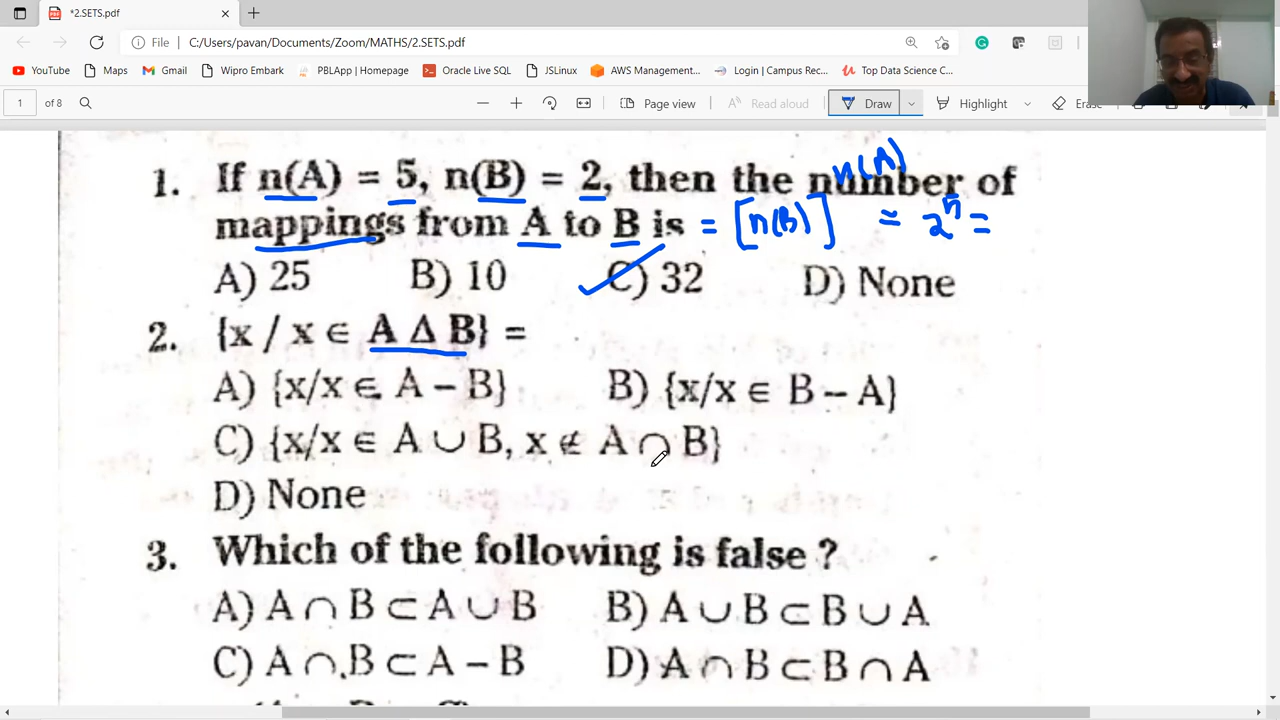 *2.SETS.pdf
File C:/Users/pavan/Documents/Zoom/MATHS/2.SETS.pdf
YouTube Maps Gmail Wipro Embark... PBLApp | Homepage Oracle Live SQL JSLinux AWS Management... Login | Campus Rec... Top Data Science C...
1 of 8 Page view Read aloud Draw Highlight
1. If n(A) = 5, n(B) = 2, then the number of
n(A)
mappings from A to B is = [n(B)] = 2 =
A) 25 B) 10 C) 32 D) None
2. {x / x ∈ A Δ B} =
A) {x/x ∈ A – B} B) {x/x ∈ B – A}
C) {x/x ∈ A ∪ B, x ∉ A ∩ B}
D) None
3. Which of the following is false ?
A) A ∩ B ⊂ A ∪ B B) A ∪ B ⊂ B ∪ A
C) A ∩ B ⊂ A – B D) A ∩ B ⊂ B ∩ A